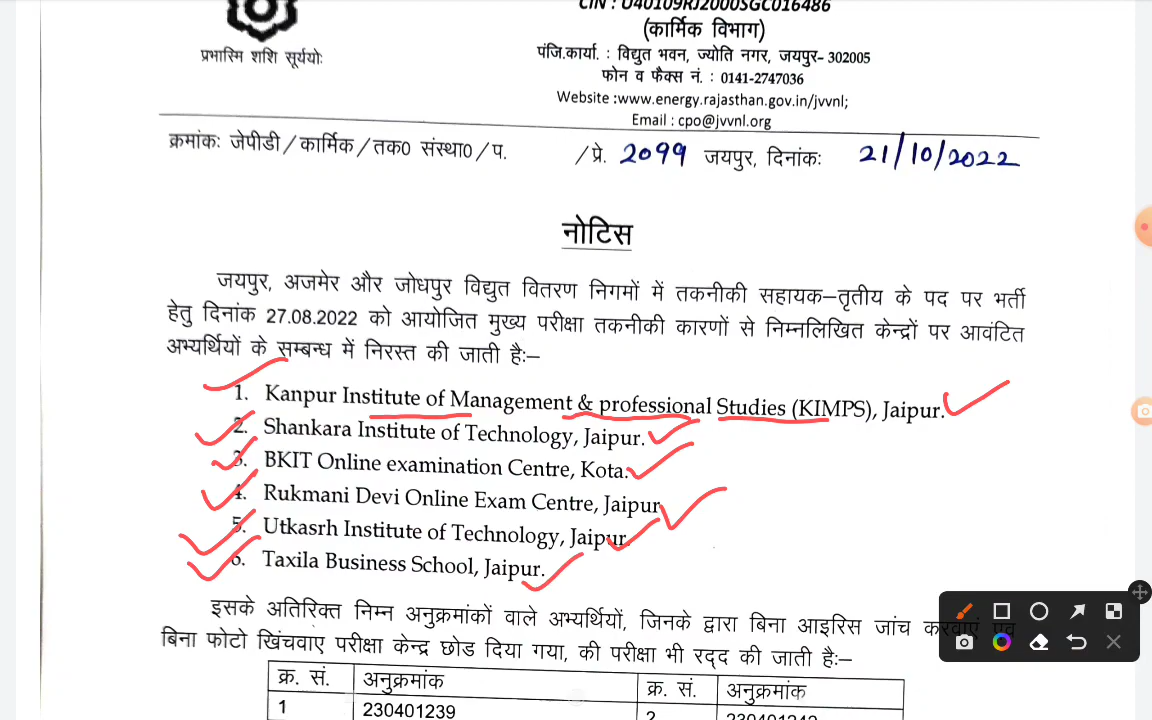 CIN : U40109RJ2000SGC016486
(कार्मिक विभाग)
प्रभास्मि शशि सूर्ययोः
पंजि.कार्या. : विद्युत भवन, ज्योति नगर, जयपुर- 302005
फोन व फैक्स नं. : 0141-2747036
Website :www.energy.rajasthan.gov.in/jvvnl;
Email : cpo@jvvnl.org
क्रमांकः जेपीडी/कार्मिक/तक0 संस्था0/प. /प्रे. 2099 जयपुर, दिनांकः 21/10/2022
नोटिस
जयपुर, अजमेर और जोधपुर विद्युत वितरण निगमों में तकनीकी सहायक–तृतीय के पद पर भर्ती
हेतु दिनांक 27.08.2022 को आयोजित मुख्य परीक्षा तकनीकी कारणों से निम्नलिखित केन्द्रों पर आवंटित
अभ्यर्थियों के सम्बन्ध में निरस्त की जाती हैः–
1. Kanpur Institute of Management & professional Studies (KIMPS), Jaipur.
2. Shankara Institute of Technology, Jaipur.
3. BKIT Online examination Centre, Kota.
4. Rukmani Devi Online Exam Centre, Jaipur
5. Utkasrh Institute of Technology, Jaipur.
6. Taxila Business School, Jaipur.
इसके अतिरिक्त निम्न अनुक्रमांकों वाले अभ्यर्थियों, जिनके द्वारा बिना आइरिस जांच करवाएं एव
बिना फोटो खिंचवाए परीक्षा केन्द्र छोड दिया गया, की परीक्षा भी रद्द की जाती हैः–
क्र. सं. अनुक्रमांक क्र. सं. अनुक्रमांक
1 230401239 2